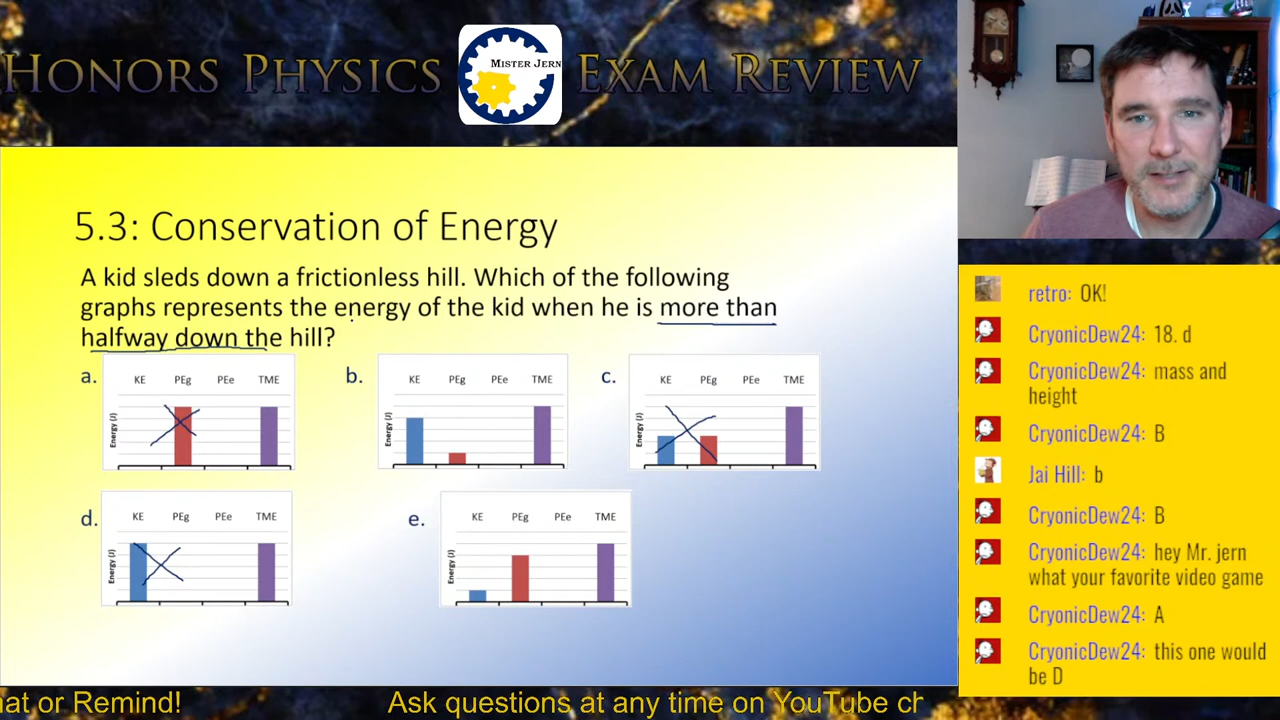 HONORS PHYSICS MISTER JERN EXAM REVIEW
5.3: Conservation of Energy
A kid sleds down a frictionless hill. Which of the following
graphs represents the energy of the kid when he is more than
halfway down the hill?
a. KE PEg PEe TME
Energy (J)
b. KE PEg PEe TME
Energy (J)
c. KE PEg PEe TME
Energy (J)
d. KE PEg PEe TME
Energy (J)
e. KE PEg PEe TME
Energy (J)
retro: OK!
CryonicDew24: 18. d
CryonicDew24: mass and
height
CryonicDew24: B
Jai Hill: b
CryonicDew24: B
CryonicDew24: hey Mr. jern
what your favorite video game
CryonicDew24: A
CryonicDew24: this one would
be D
hat or Remind! Ask questions at any time on YouTube ch